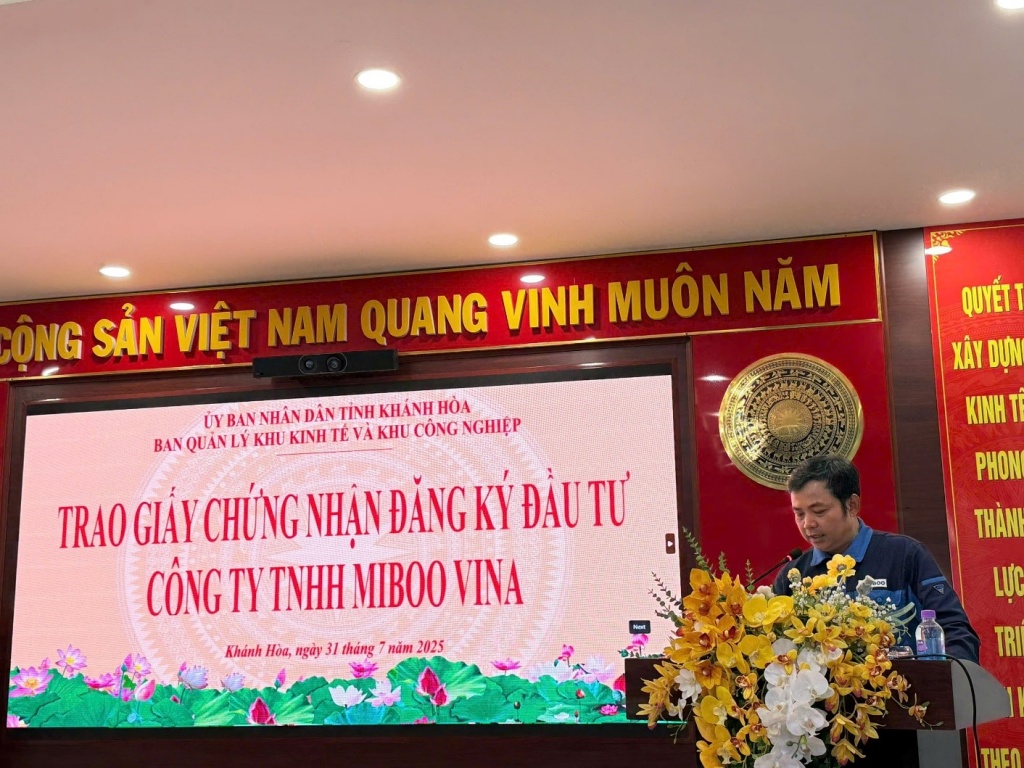 CỘNG SẢN VIỆT NAM QUANG VINH MUÔN NĂM
ỦY BAN NHÂN DÂN TỈNH KHÁNH HÒA
BAN QUẢN LÝ KHU KINH TẾ VÀ KHU CÔNG NGHIỆP
TRAO GIẤY CHỨNG NHẬN ĐĂNG KÝ ĐẦU TƯ
CÔNG TY TNHH MIBOO VINA
Khánh Hòa, ngày 31 tháng 7 năm 2025
Next
QUYẾT
XÂY DỰNG
KINH TẾ
PHONG
THÀNH
LỰC
THEO